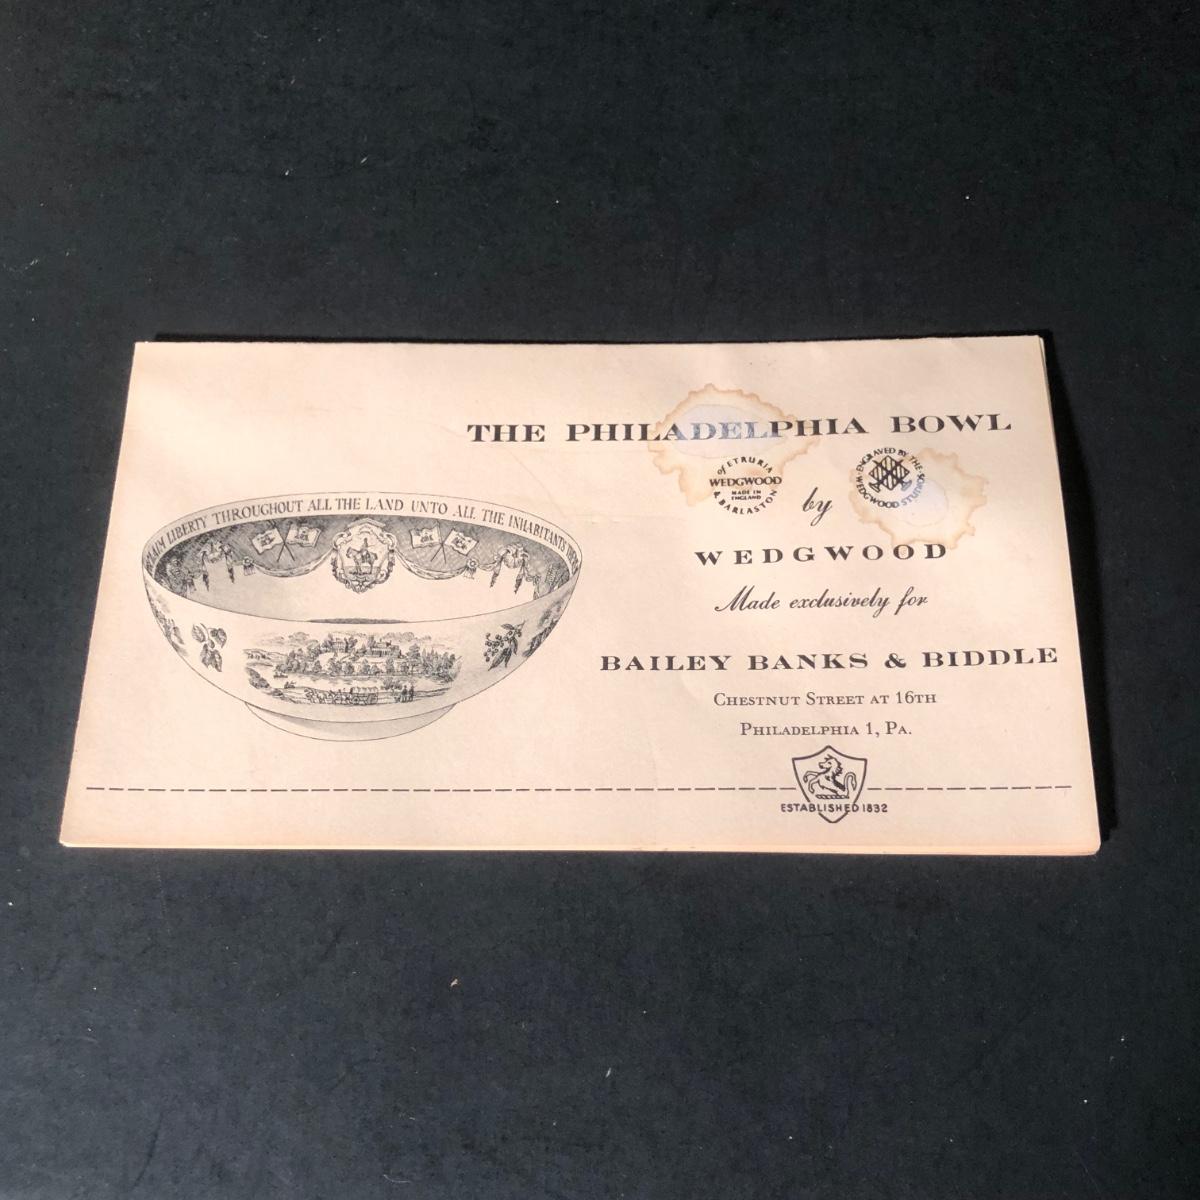 THE PHILADELPHIA BOWL
of ETRURIA
WEDGWOOD
MADE IN
ENGLAND
& BARLASTON
by
ENGRAVED BY THE
WEDGWOOD STUDIOS
WEDGWOOD
Made exclusively for
BAILEY BANKS & BIDDLE
CHESTNUT STREET AT 16TH
PHILADELPHIA 1, PA.
ESTABLISHED 1832
LIBERTY THROUGHOUT ALL THE LAND UNTO ALL THE INHABITANTS